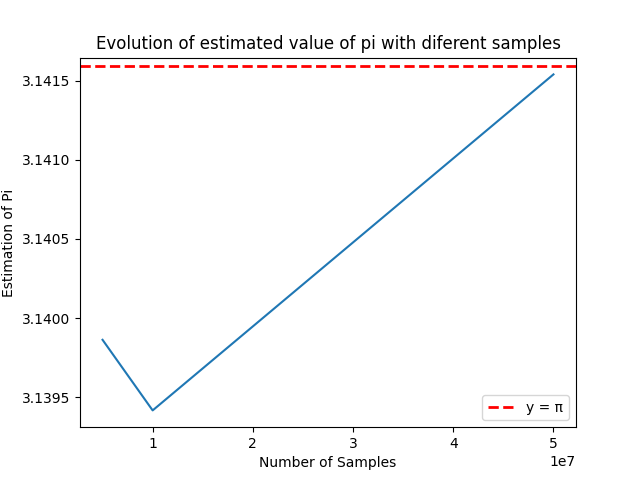 Evolution of estimated value of pi with diferent samples
3.1415
3.1410
3.1405
3.1400
3.1395
Estimation of Pi
y = π
1 2 3 4 5
1e7
Number of Samples